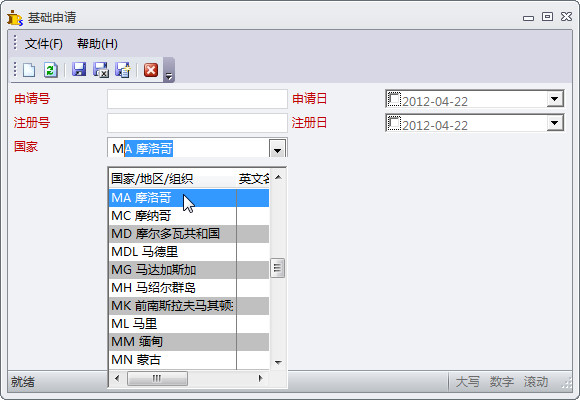 基础申请
文件(F) 帮助(H)
申请号 申请日 2012-04-22
注册号 注册日 2012-04-22
国家 MA 摩洛哥
国家/地区/组织 英文名
MA 摩洛哥
MC 摩纳哥
MD 摩尔多瓦共和国
MDL 马德里
MG 马达加斯加
MH 马绍尔群岛
MK 前南斯拉夫马其顿
ML 马里
MM 缅甸
MN 蒙古
就绪 大写 数字 滚动